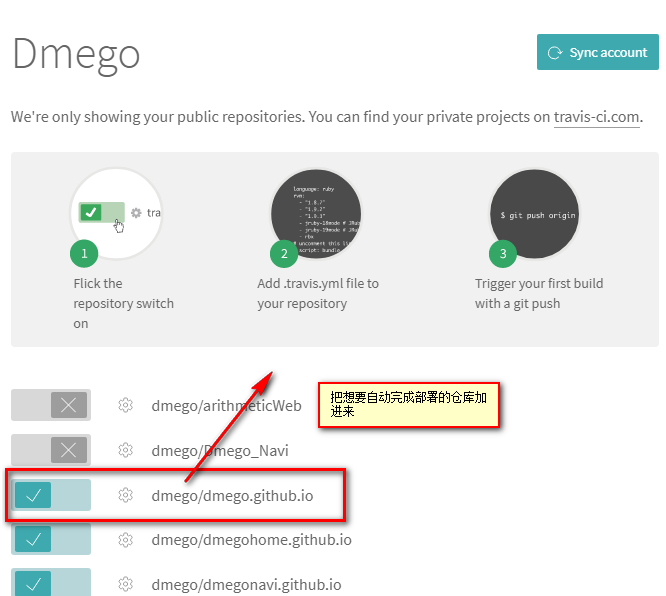 Dmego
Sync account
We're only showing your public repositories. You can find your private projects on travis-ci.com.
tra
1
Flick the
repository switch
on
language: ruby
rvm:
- "1.8.7"
- "1.9.2"
- "1.9.3"
- jruby-18mode # JRub
- jruby-19mode # JRu
- rbx
# uncomment this li
script: bundle
2
Add .travis.yml file to
your repository
$ git push origin
3
Trigger your first build
with a git push
把想要自动完成部署的仓库加
进来
dmego/arithmeticWeb
dmego/Dmego_Navi
dmego/dmego.github.io
dmego/dmegohome.github.io
dmego/dmegonavi.github.io